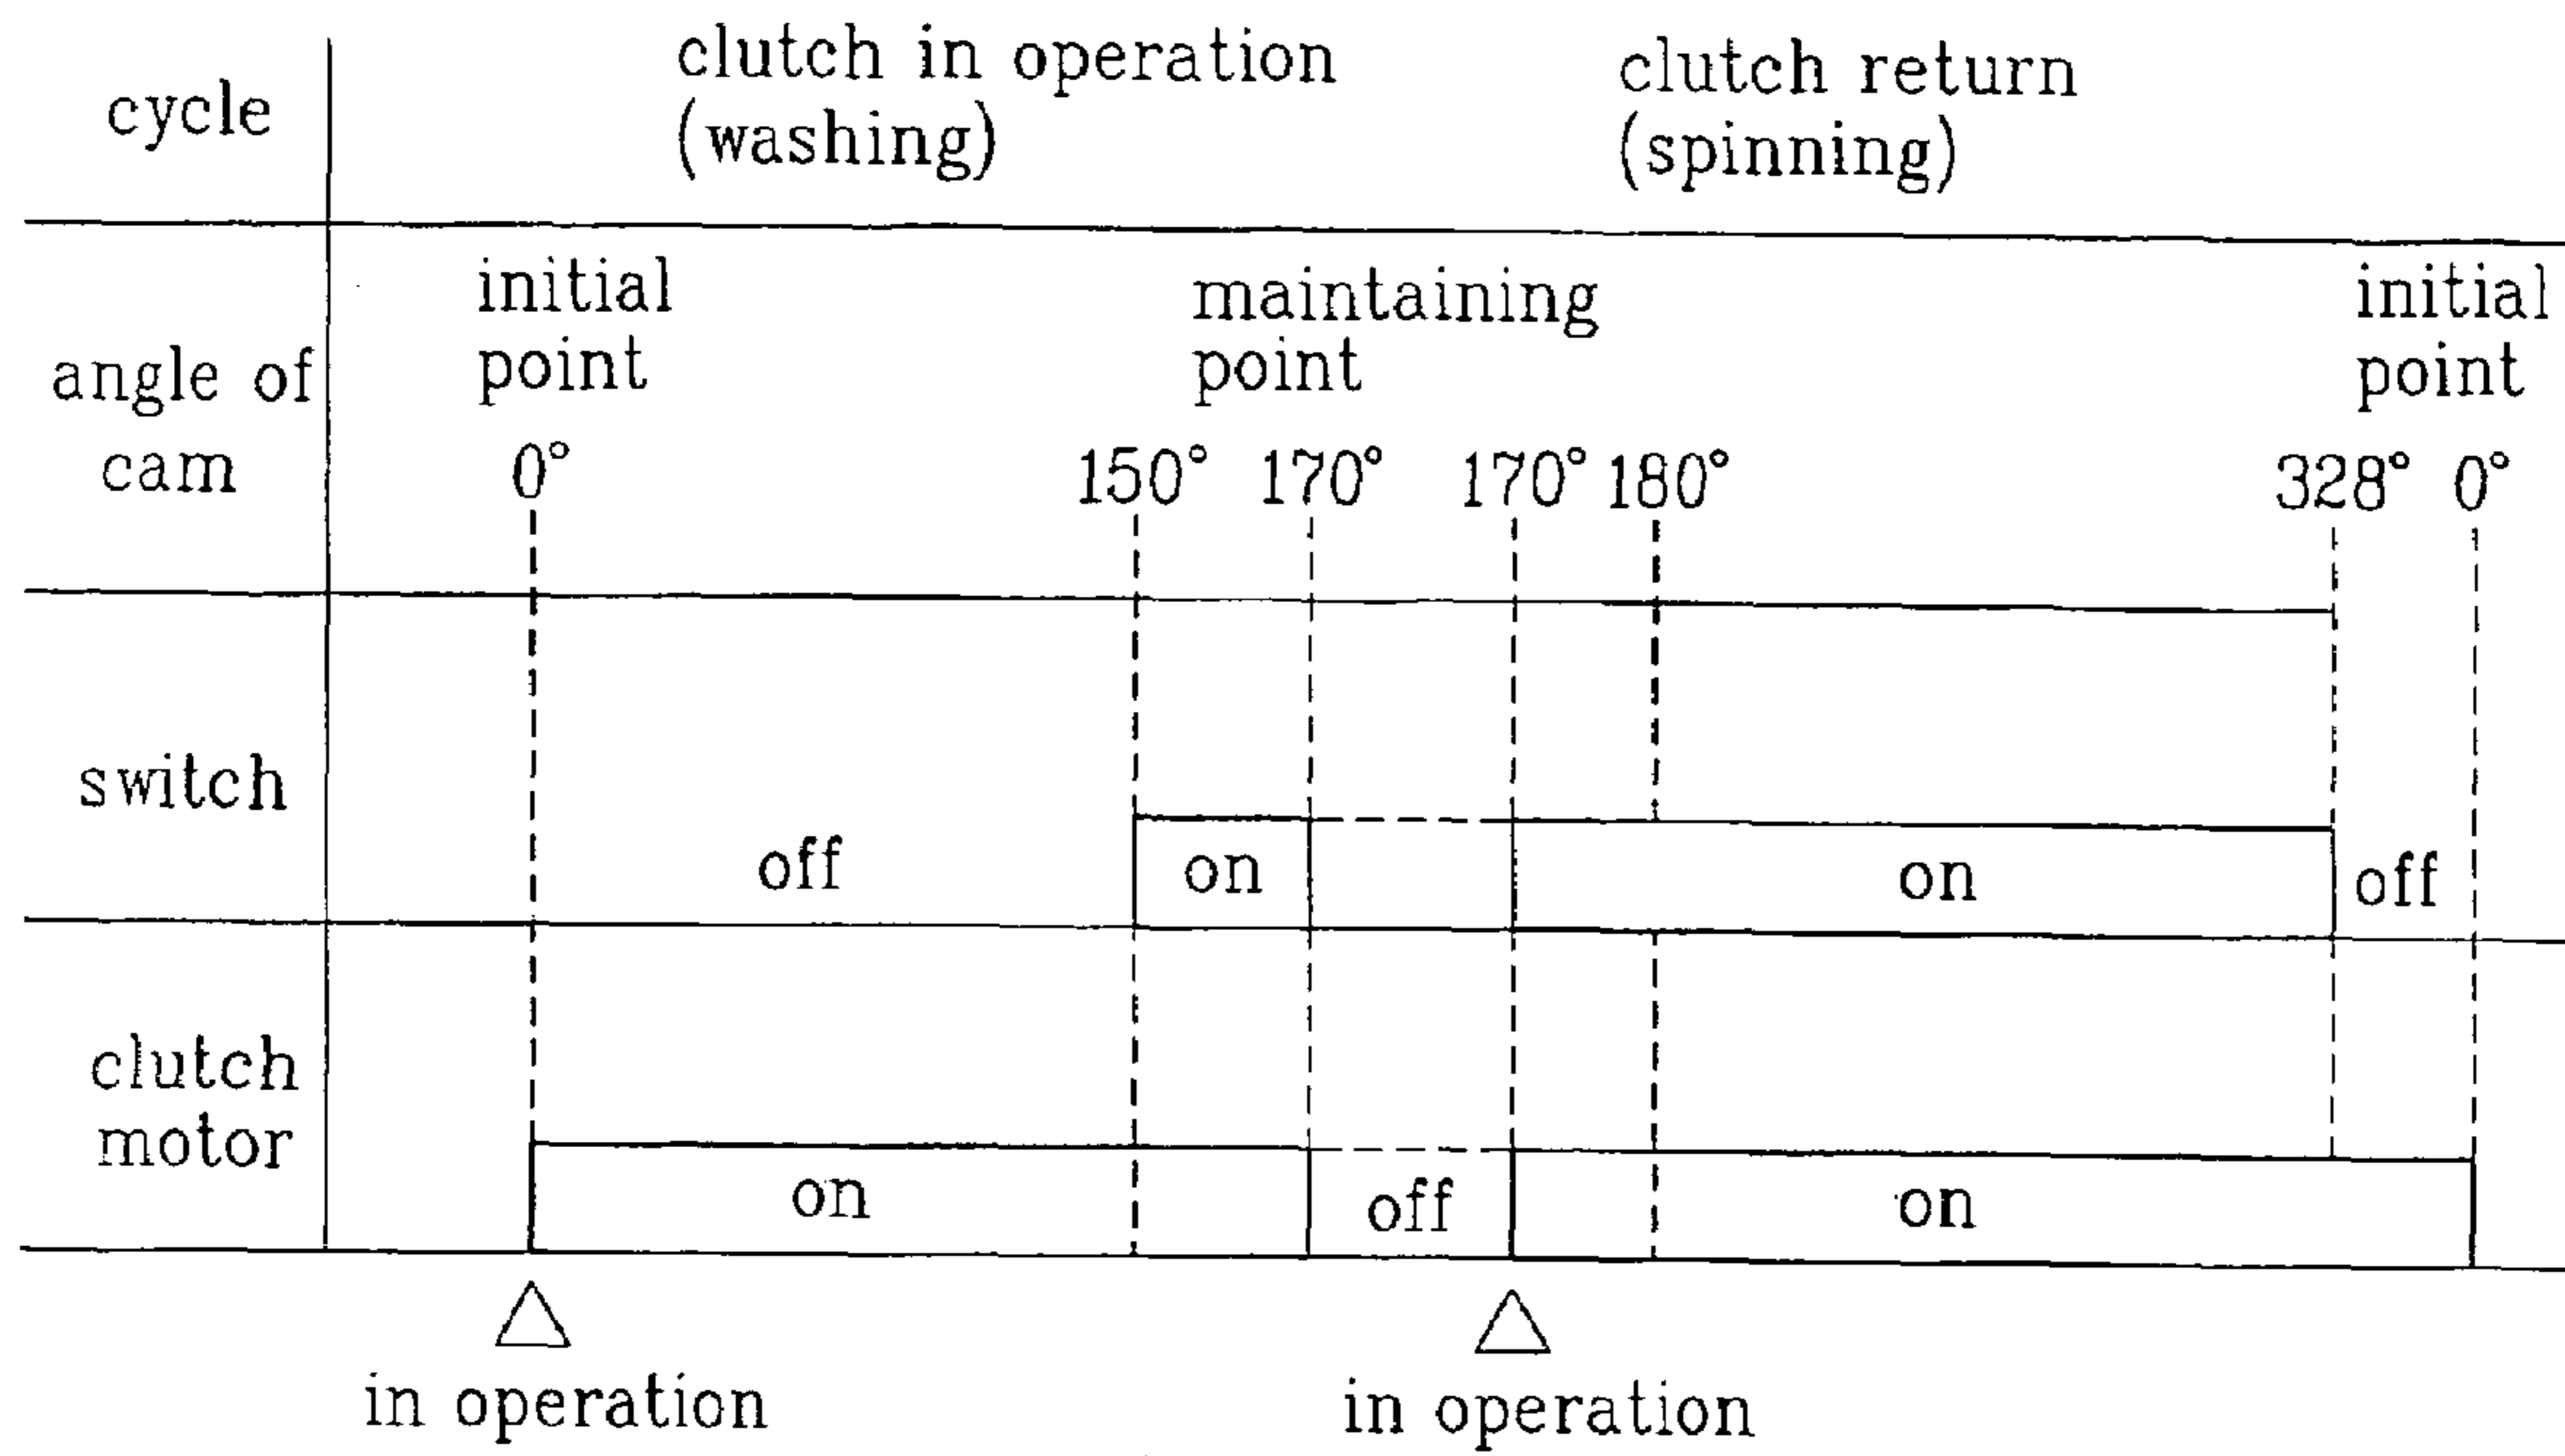 cycle
clutch in operation
(washing)
clutch return
(spinning)
angle of
cam
initial
point
maintaining
point
initial
point
0° 150° 170° 170° 180° 328° 0°
switch
off on on off
clutch
motor
on off on
in operation
in operation